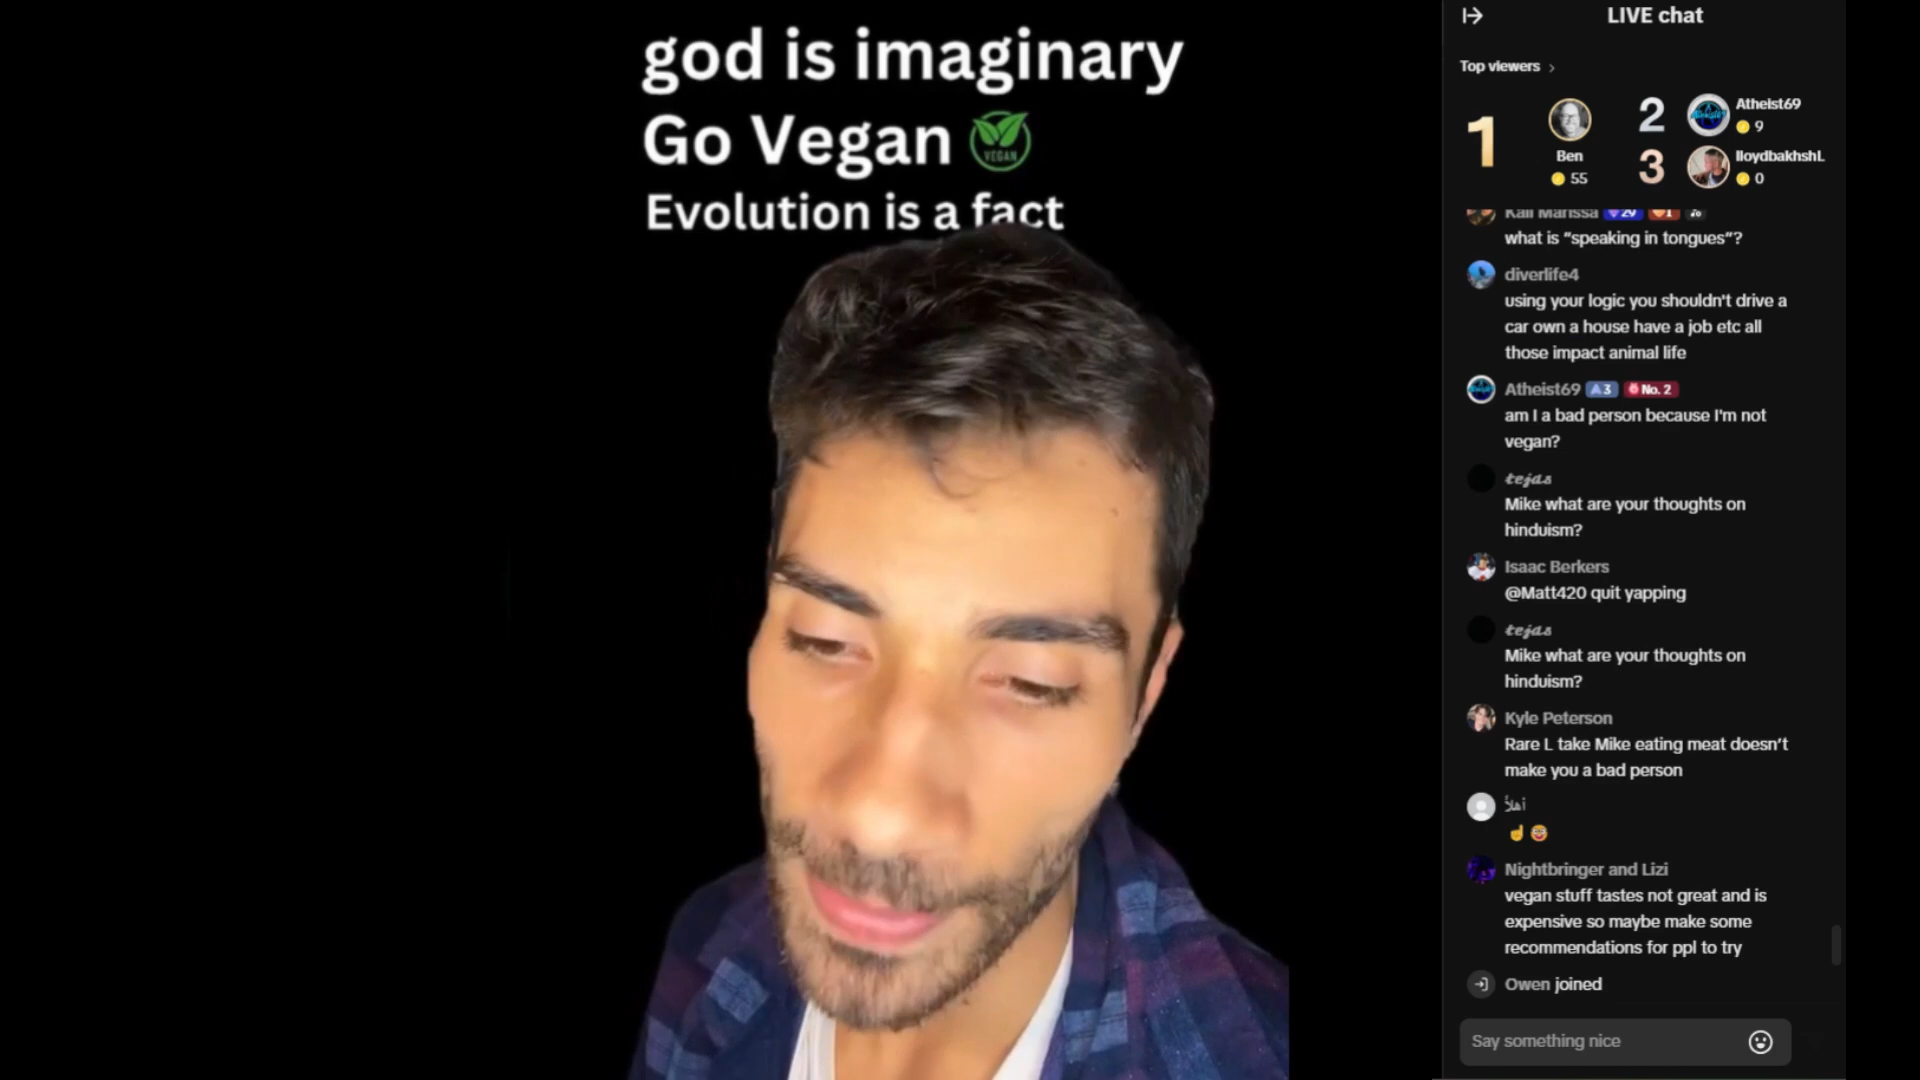 god is imaginary
Go Vegan
VEGAN
Evolution is a fact
LIVE chat
Top viewers
1
Ben
55
2
Atheist69
9
3
lloydbakhshL
0
Kali Marissa 29 1
what is “speaking in tongues”?
diverlife4
using your logic you shouldn't drive a
car own a house have a job etc all
those impact animal life
Atheist69 3 No. 2
am I a bad person because I'm not
vegan?
tejas
Mike what are your thoughts on
hinduism?
Isaac Berkers
@Matt420 quit yapping
tejas
Mike what are your thoughts on
hinduism?
Kyle Peterson
Rare L take Mike eating meat doesn’t
make you a bad person
أهلاً
☝️🤡
Nightbringer and Lizi
vegan stuff tastes not great and is
expensive so maybe make some
recommendations for ppl to try
Owen joined
Say something nice